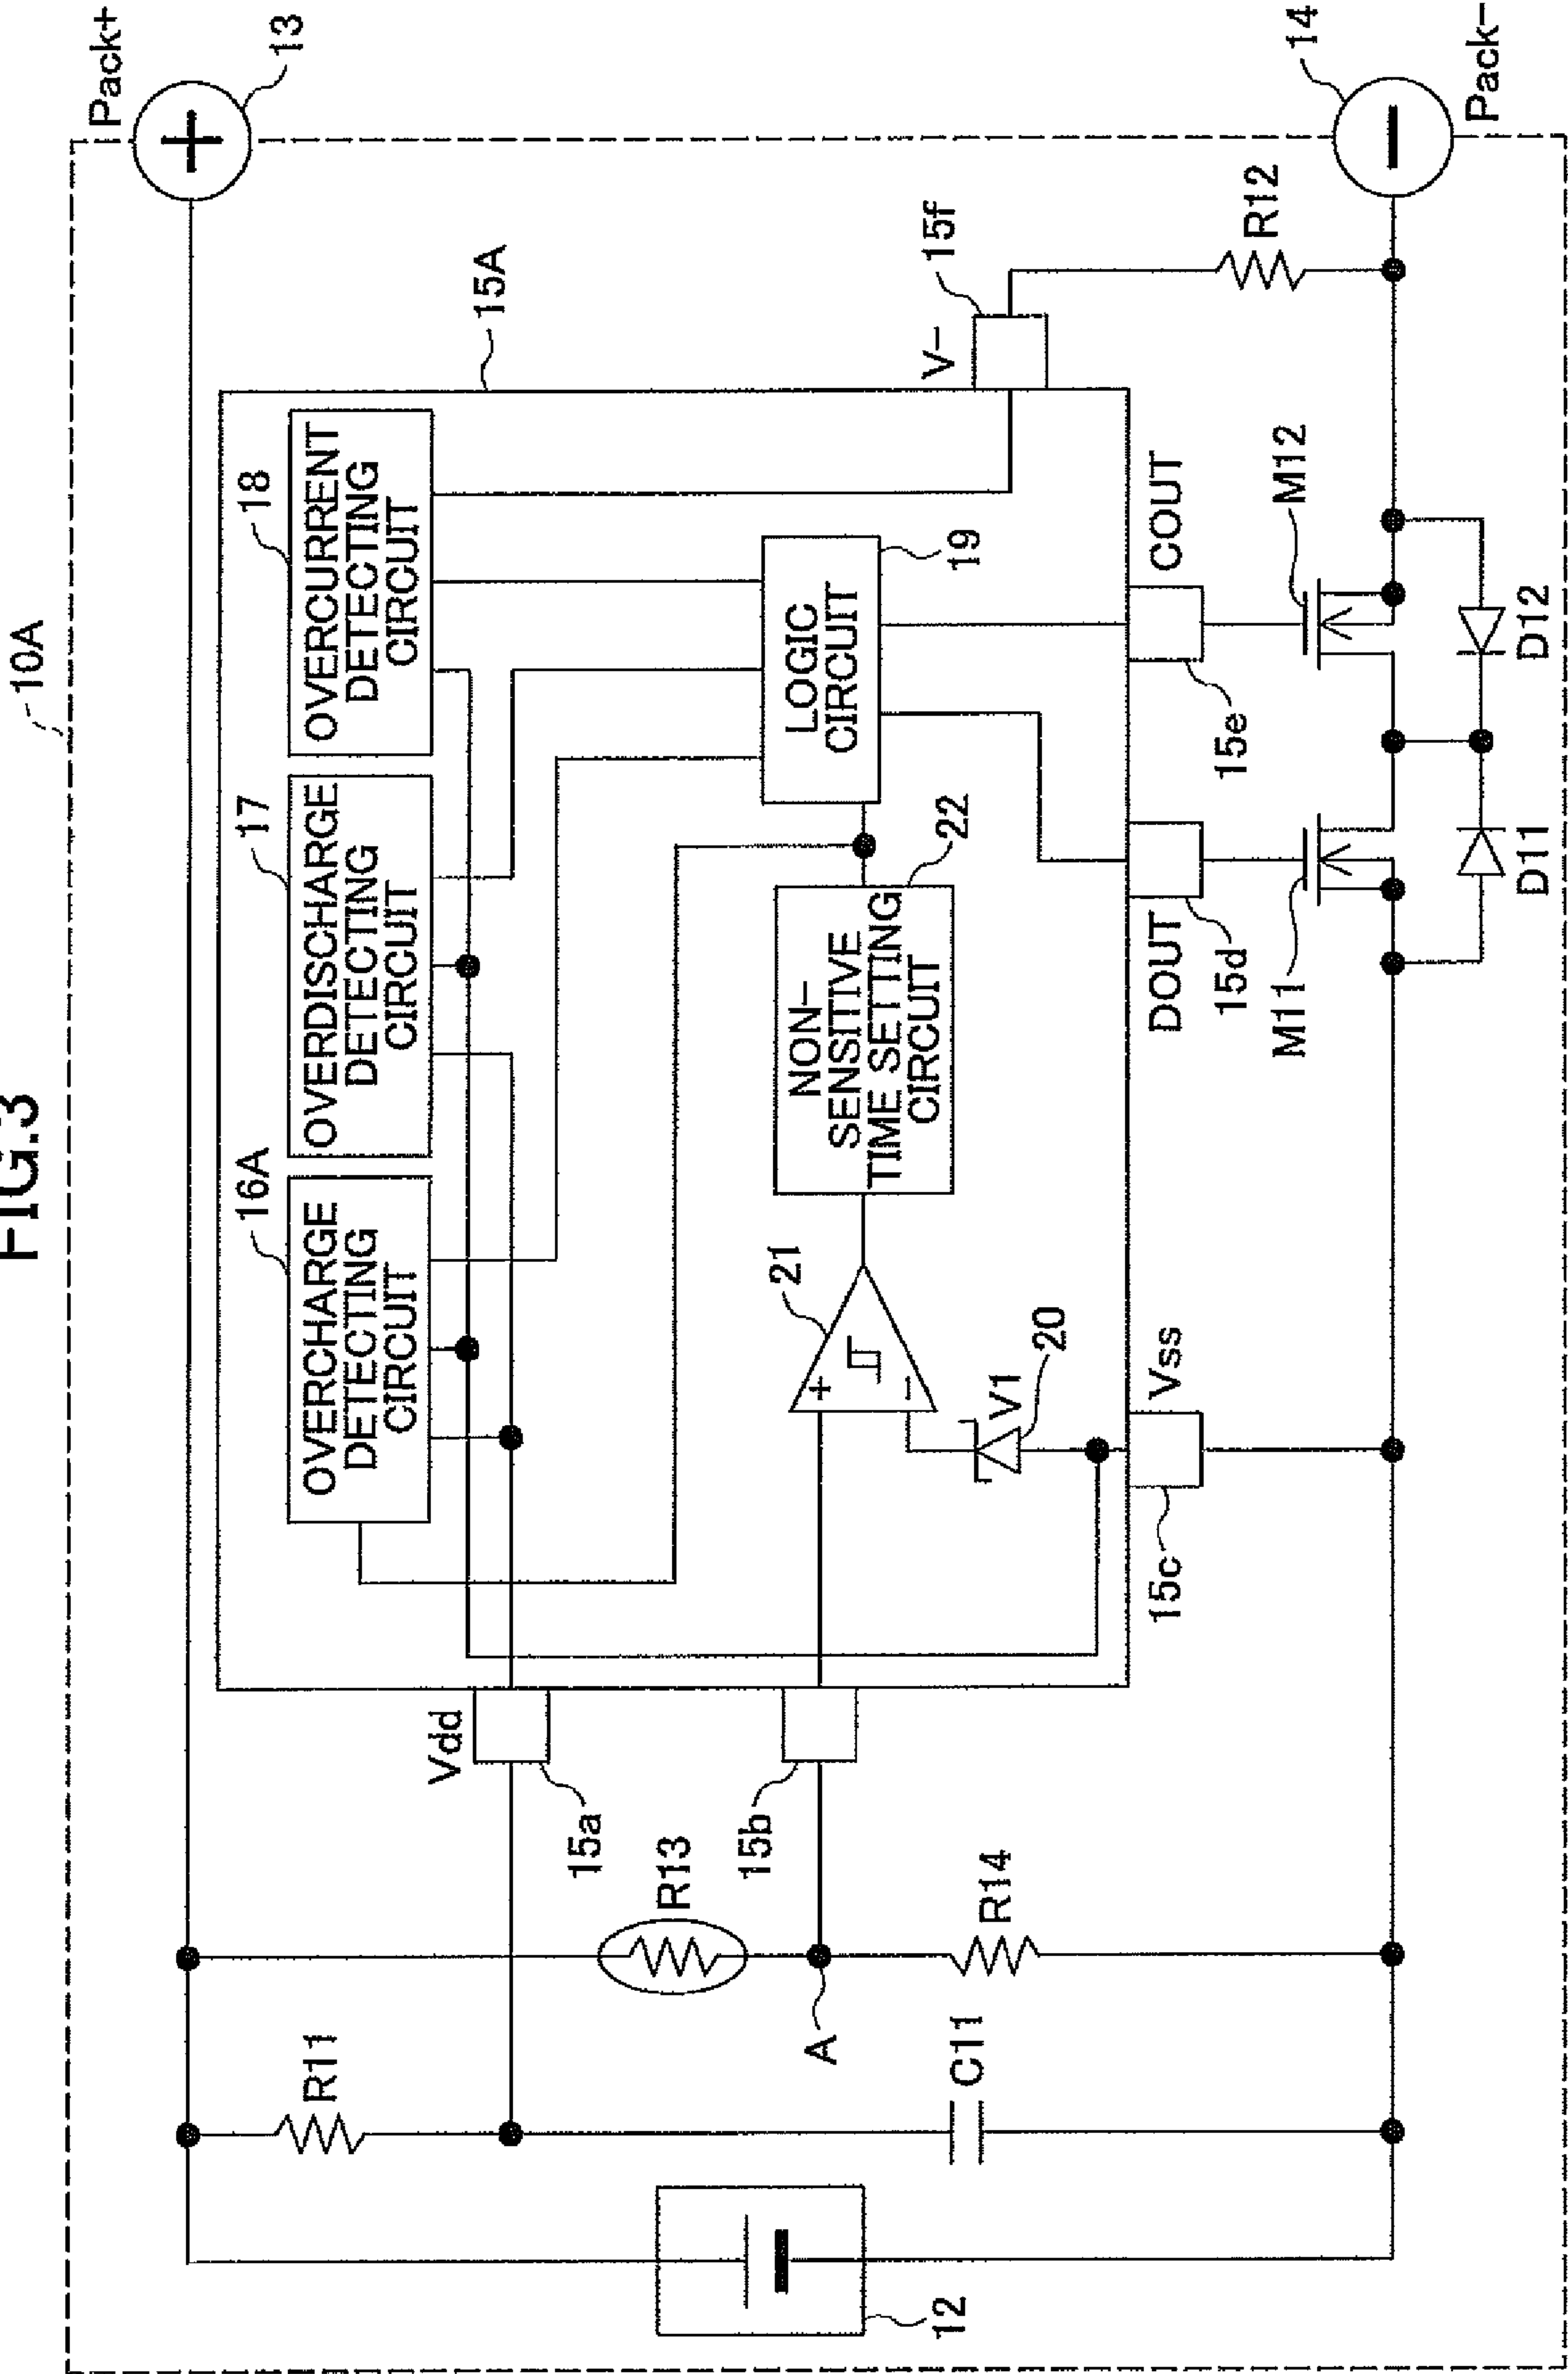 FIG.3
10A
Pack+
13
+
15A
16A
OVERCHARGE
DETECTING
CIRCUIT
17
OVERDISCHARGE
DETECTING
CIRCUIT
18
OVERCURRENT
DETECTING
CIRCUIT
R11
Vdd
15a
R13
15b
A
R14
C11
12
21
+
−
V1
20
NON-
SENSITIVE
TIME SETTING
CIRCUIT
22
LOGIC
CIRCUIT
19
V−
15f
R12
Vss
15c
DOUT
15d
COUT
15e
M11
M12
D11
D12
14
−
Pack−